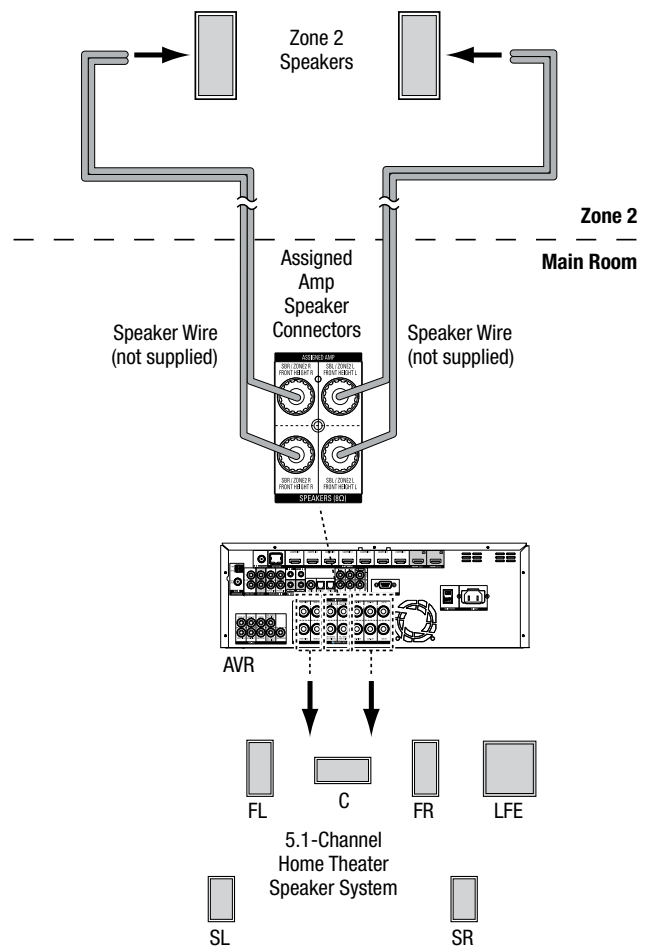 Zone 2
Speakers
Zone 2
Main Room
Assigned
Amp
Speaker
Connectors
Speaker Wire
(not supplied)
Speaker Wire
(not supplied)
ASSIGNED AMP
SBR / ZONE2 R
FRONT HEIGHT R
SBL / ZONE2 L
FRONT HEIGHT L
SBR / ZONE2 R
FRONT HEIGHT R
SBL / ZONE2 L
FRONT HEIGHT L
SPEAKERS (8Ω)
AVR
FL
C
FR
LFE
5.1-Channel
Home Theater
Speaker System
SL
SR